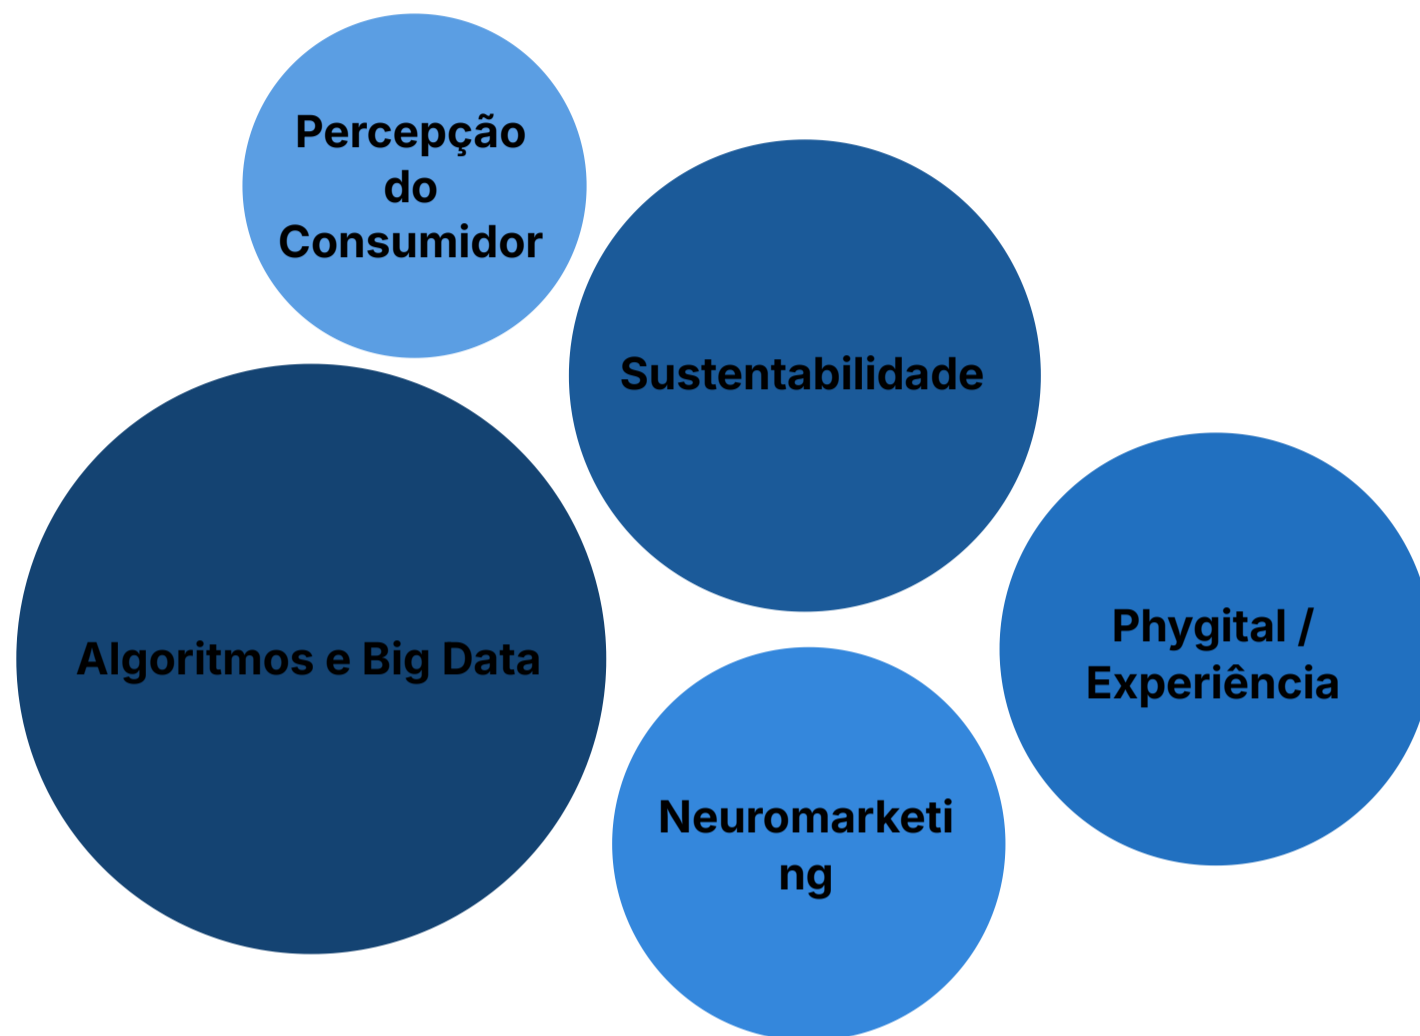 Percepção
do
Consumidor
Sustentabilidade
Algoritmos e Big Data
Phygital /
Experiência
Neuromarketi
ng